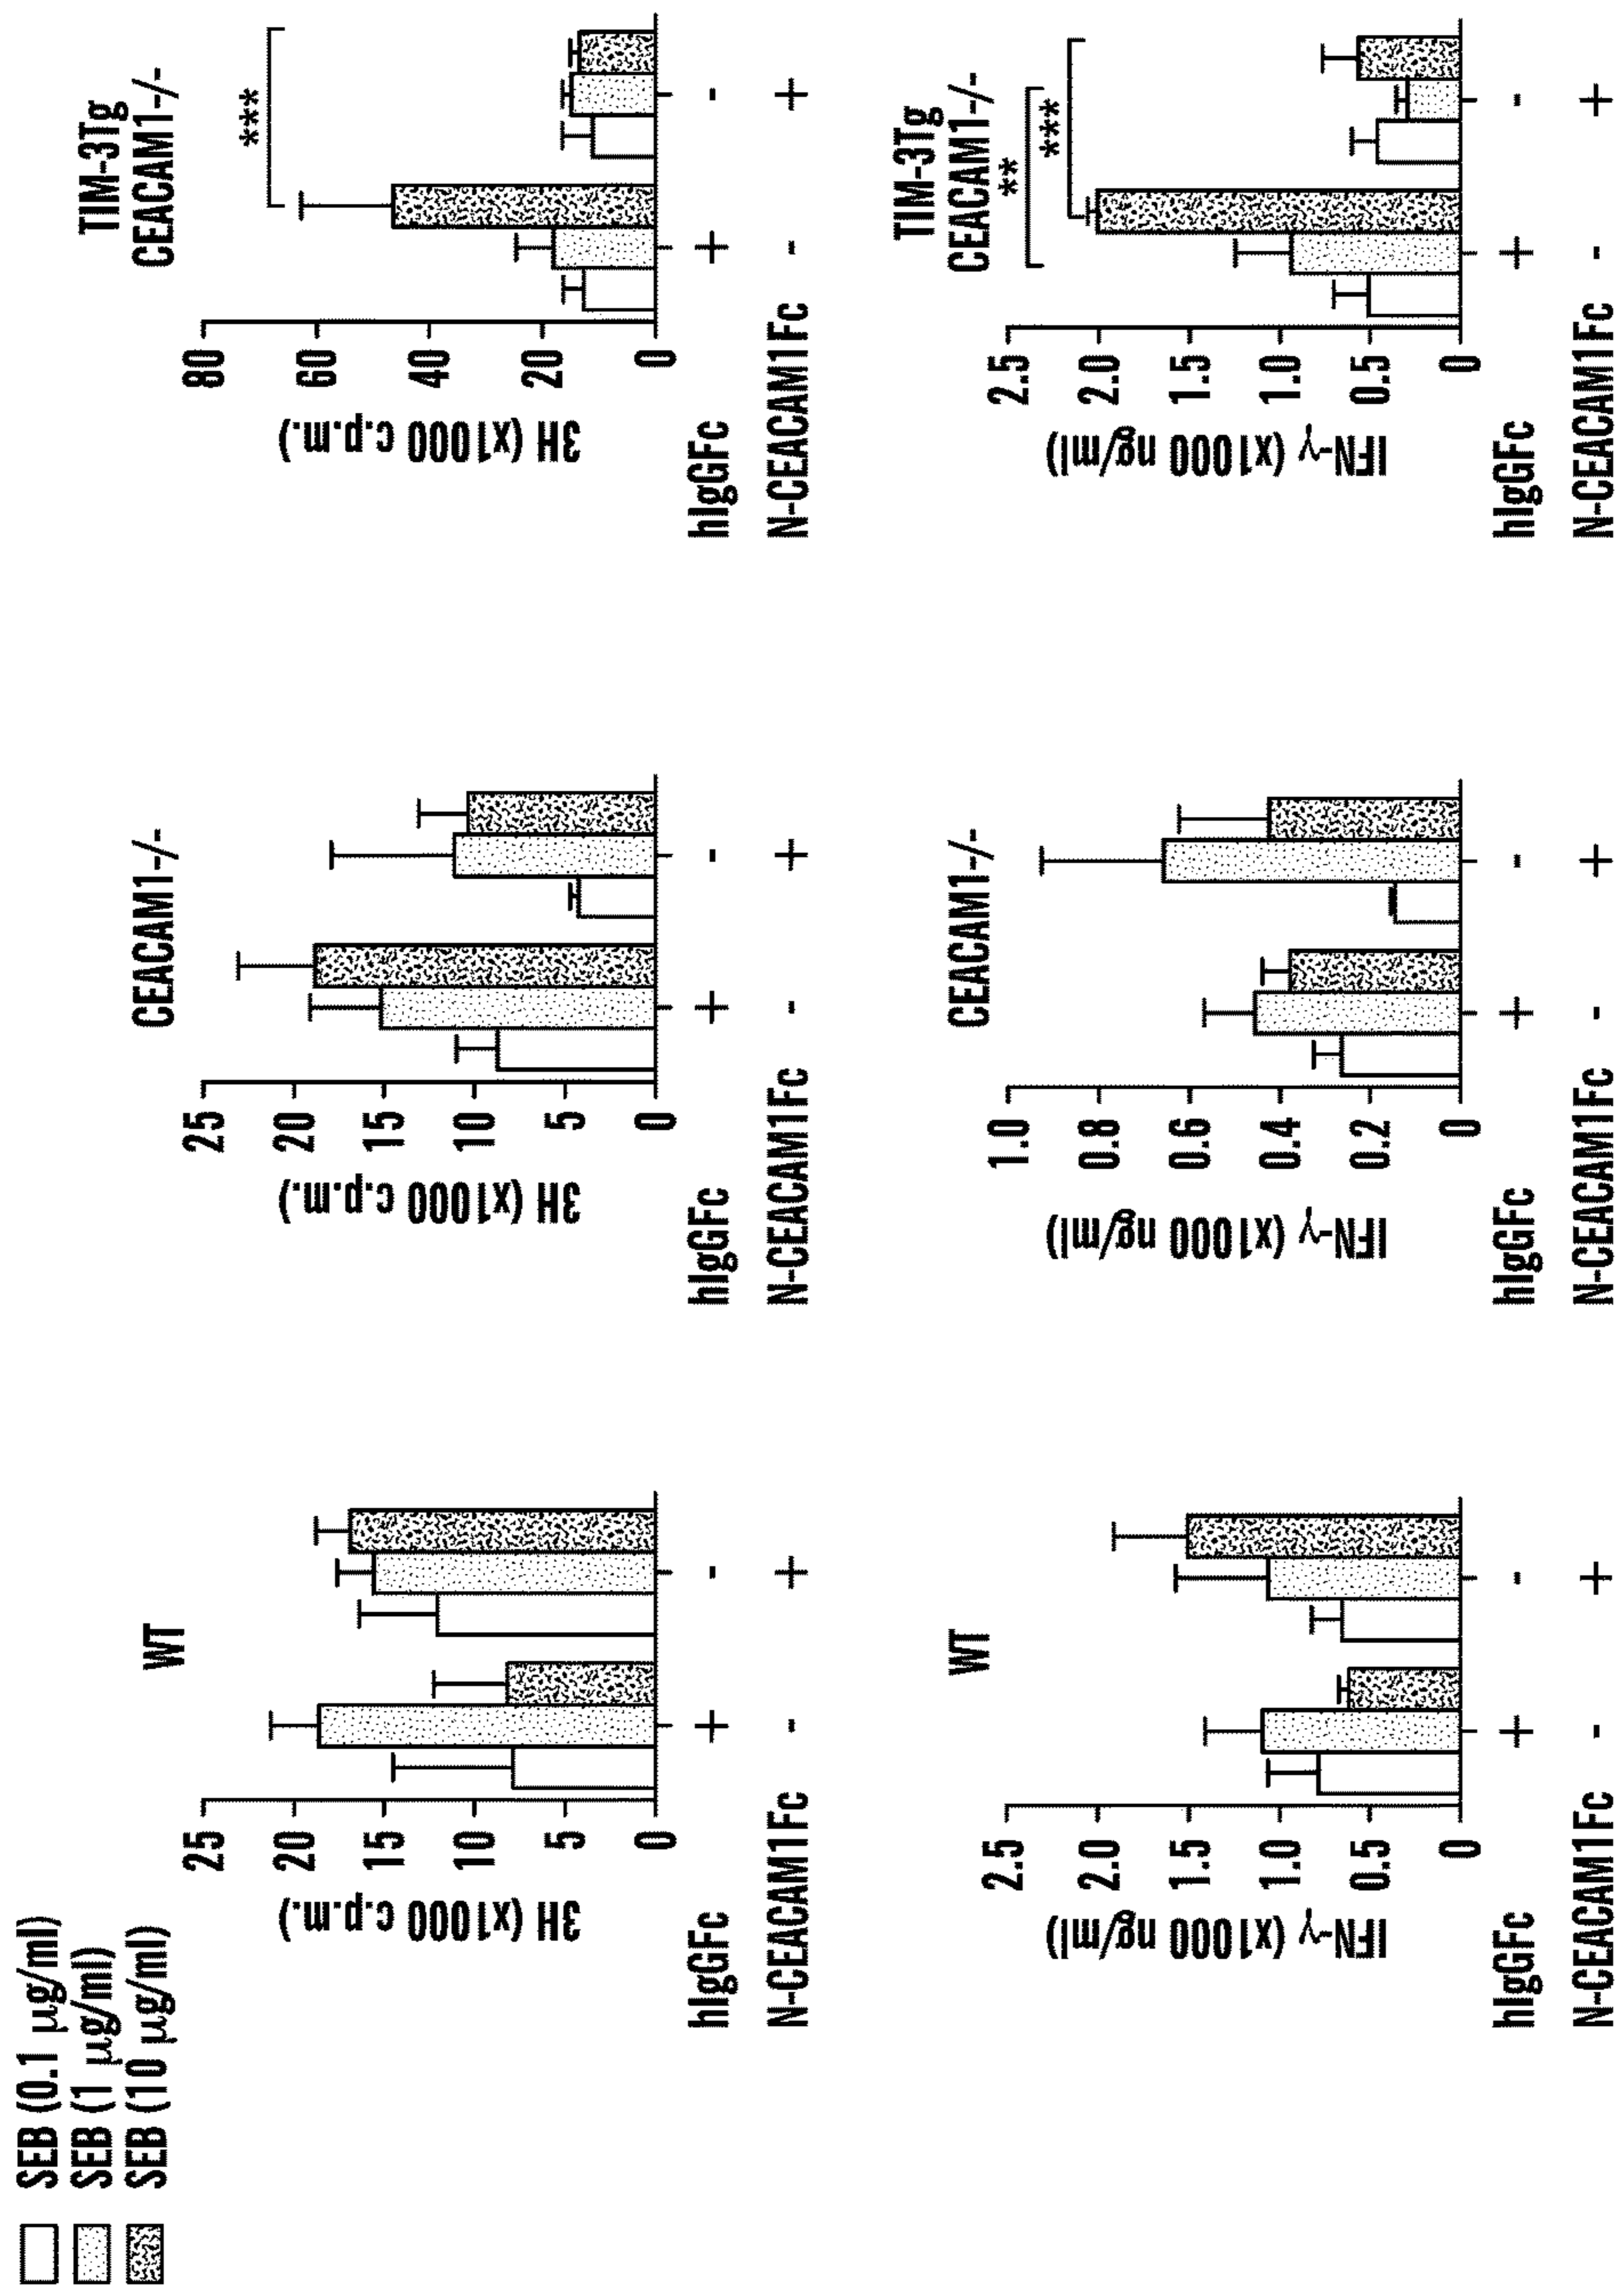 SEB (0.1 μg/ml)
SEB (1 μg/ml)
SEB (10 μg/ml)
WT
3H (x1000 c.p.m.)
25
20
15
10
5
0
hIgGFc + -
N-CEACAM1Fc - +
CEACAM1-/-
3H (x1000 c.p.m.)
25
20
15
10
5
0
hIgGFc + -
N-CEACAM1Fc - +
TIM-3Tg
CEACAM1-/-
***
3H (x1000 c.p.m.)
80
60
40
20
0
hIgGFc + -
N-CEACAM1Fc - +
WT
IFN-γ (x1000 ng/ml)
2.5
2.0
1.5
1.0
0.5
0
hIgGFc + -
N-CEACAM1Fc - +
CEACAM1-/-
IFN-γ (x1000 ng/ml)
1.0
0.8
0.6
0.4
0.2
0
hIgGFc + -
N-CEACAM1Fc - +
TIM-3Tg
CEACAM1-/-
**
***
IFN-γ (x1000 ng/ml)
2.5
2.0
1.5
1.0
0.5
0
hIgGFc + -
N-CEACAM1Fc - +